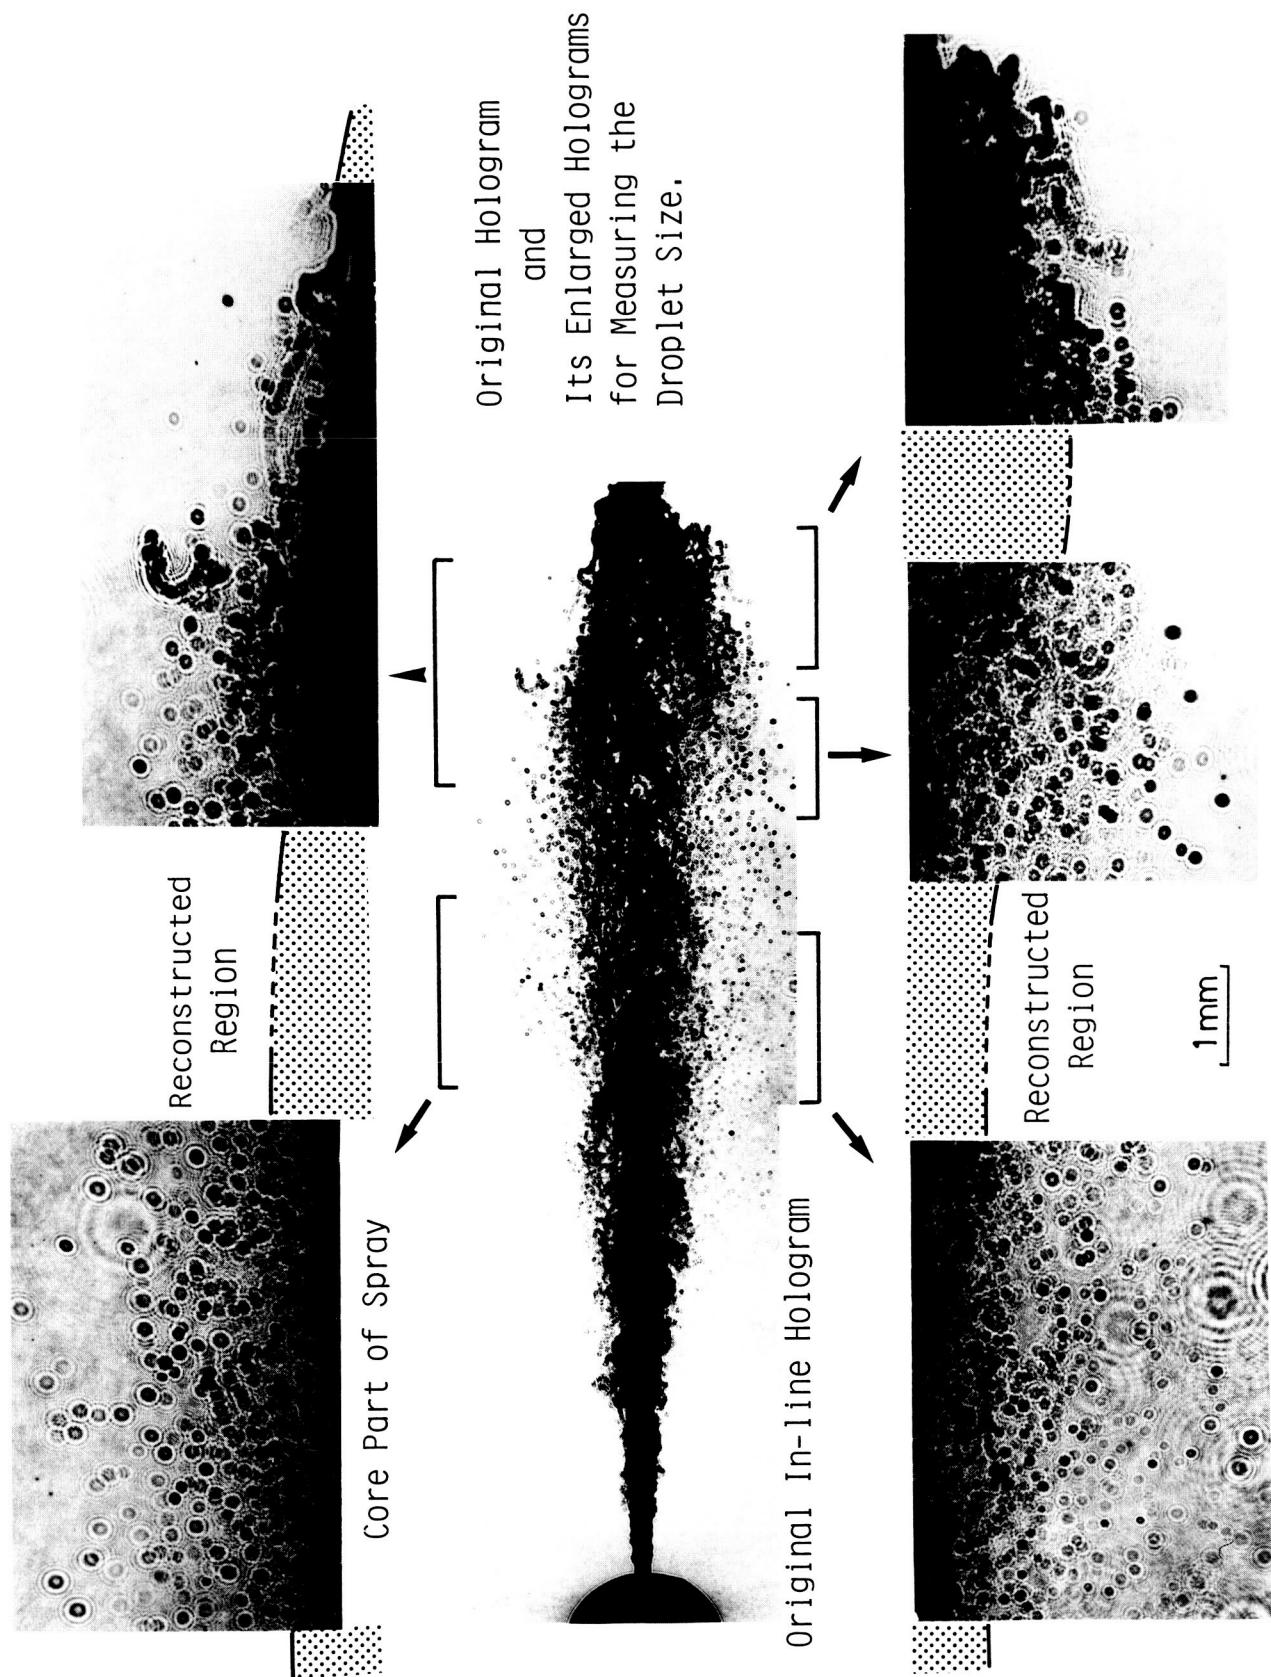 Original Hologram
and
Its Enlarged Holograms
for Measuring the
Droplet Size.
Reconstructed
Region
Core Part of Spray
Original In-line Hologram
Reconstructed
Region
1mm